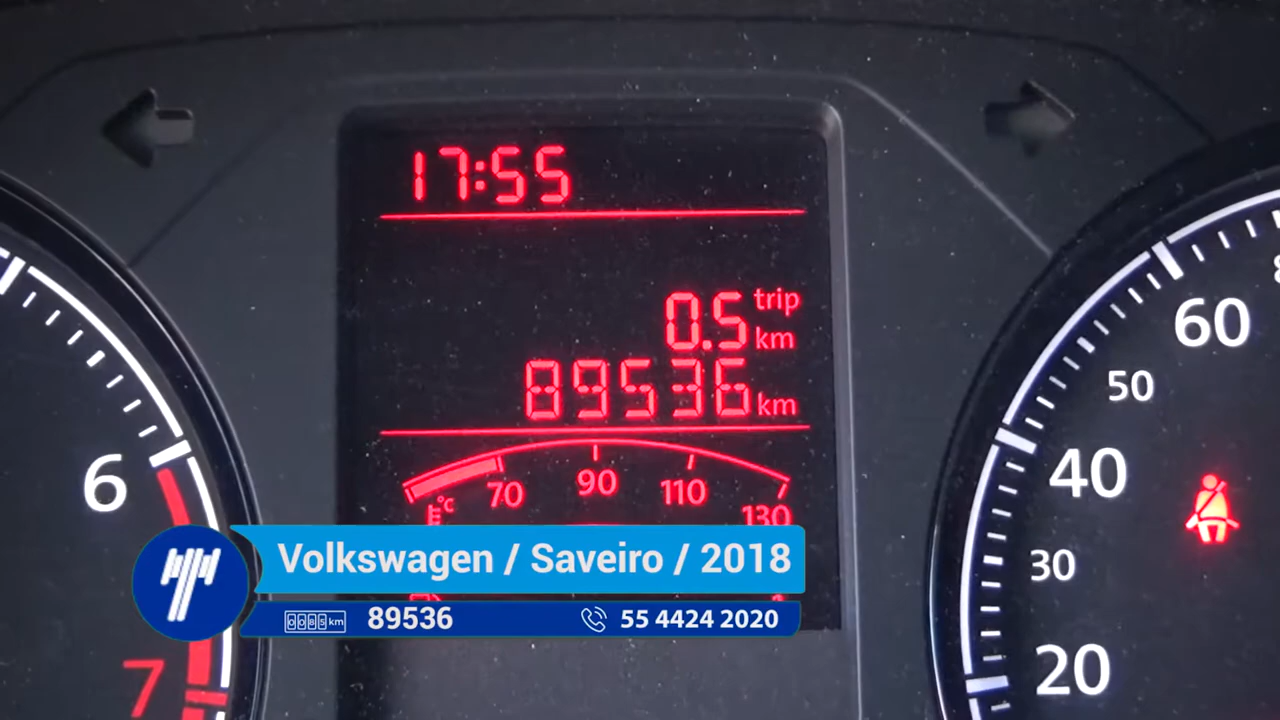 17:55
0.5 trip km
89536 km
70 90 110 130
°C
6
7
60
50
40
30
20
Volkswagen / Saveiro / 2018
0085 km 89536 55 4424 2020